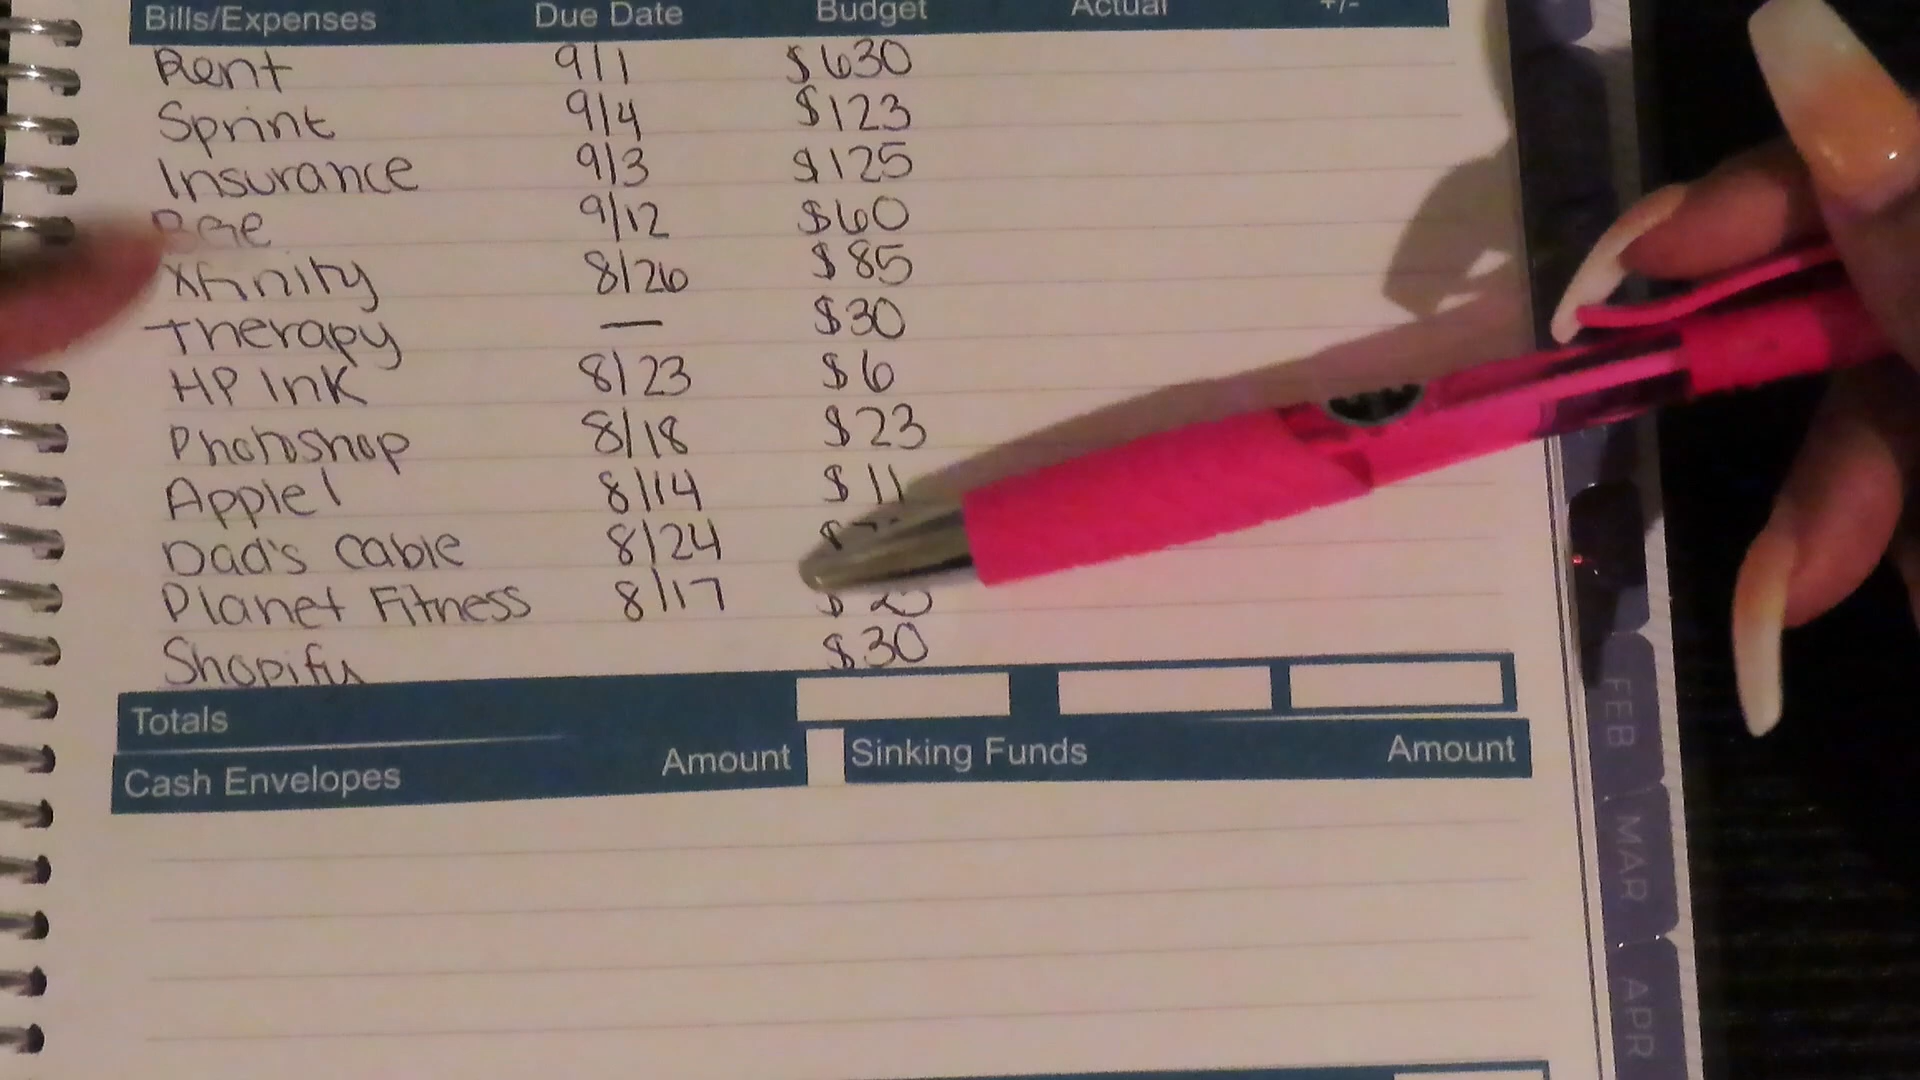 Bills/Expenses Due Date Budget Actual +/-
Rent 9/1 $630
Sprint 9/4 $123
Insurance 9/3 $125
BGE 9/12 $60
Xfinity 8/26 $85
Therapy — $30
HP Ink 8/23 $6
Photoshop 8/18 $23
Apple 1 8/14 $11
Dad's Cable 8/24
Planet Fitness 8/17
Shopify $30
Totals
Cash Envelopes Amount Sinking Funds Amount
FEB
MAR
APR